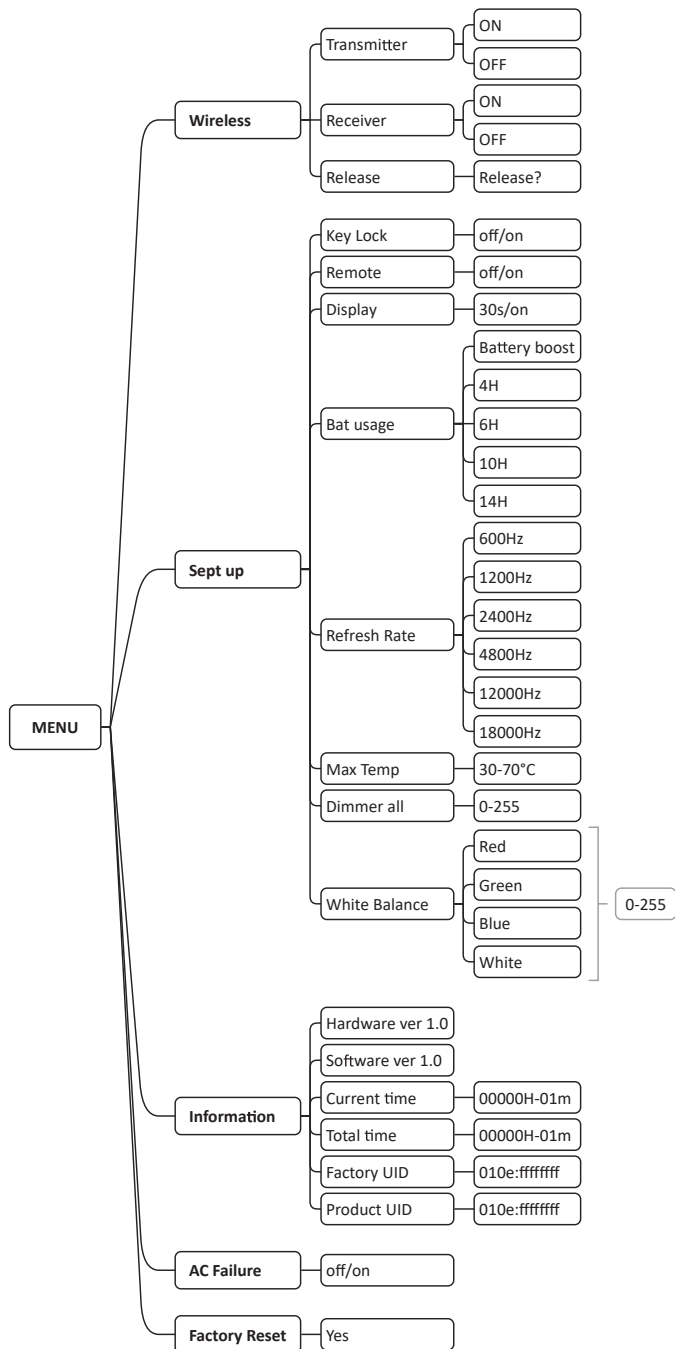 MENU
Wireless
Transmitter
ON
OFF
Receiver
ON
OFF
Release
Release?
Sept up
Key Lock
off/on
Remote
off/on
Display
30s/on
Bat usage
Battery boost
4H
6H
10H
14H
Refresh Rate
600Hz
1200Hz
2400Hz
4800Hz
12000Hz
18000Hz
Max Temp
30-70°C
Dimmer all
0-255
White Balance
Red
Green
Blue
White
0-255
Information
Hardware ver 1.0
Software ver 1.0
Current time
00000H-01m
Total time
00000H-01m
Factory UID
010e:ffffffff
Product UID
010e:ffffffff
AC Failure
off/on
Factory Reset
Yes